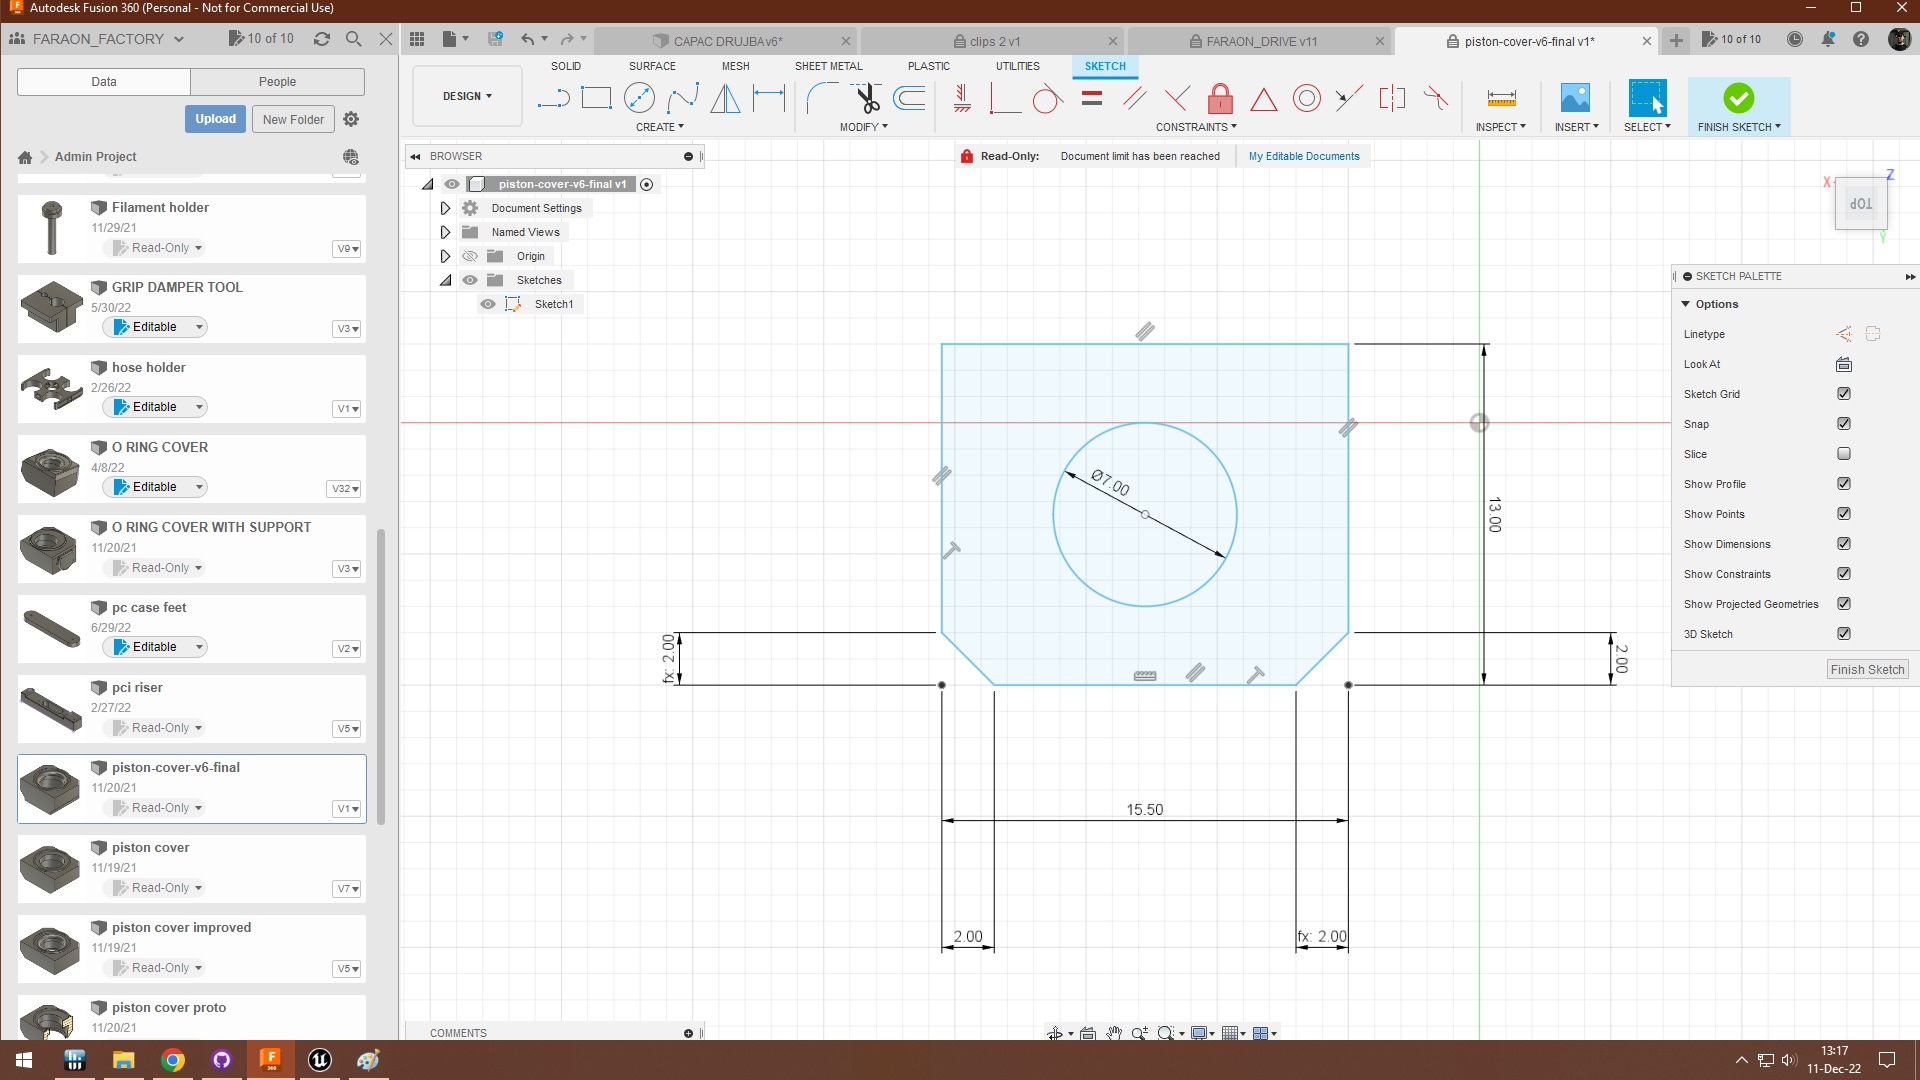 Autodesk Fusion 360 (Personal - Not for Commercial Use)
FARAON_FACTORY
10 of 10
CAPAC DRUJBA v6*
clips 2 v1
FARAON_DRIVE v11
piston-cover-v6-final v1*
10 of 10
Data
People
Upload
New Folder
Admin Project
Filament holder
11/29/21
Read-Only
V9
GRIP DAMPER TOOL
5/30/22
Editable
V3
hose holder
2/26/22
Editable
V1
O RING COVER
4/8/22
Editable
V32
O RING COVER WITH SUPPORT
11/20/21
Read-Only
V3
pc case feet
6/29/22
Editable
V2
pci riser
2/27/22
Read-Only
V5
piston-cover-v6-final
11/20/21
Read-Only
V1
piston cover
11/19/21
Read-Only
V7
piston cover improved
11/19/21
Read-Only
V5
piston cover proto
11/20/21
DESIGN
SOLID
SURFACE
MESH
SHEET METAL
PLASTIC
UTILITIES
SKETCH
CREATE
MODIFY
CONSTRAINTS
INSPECT
INSERT
SELECT
FINISH SKETCH
BROWSER
Read-Only:
Document limit has been reached
My Editable Documents
piston-cover-v6-final v1
Document Settings
Named Views
Origin
Sketches
Sketch1
X
Z
TOP
Y
Ø7.00
13.00
fx: 2.00
2.00
15.50
2.00
fx: 2.00
SKETCH PALETTE
Options
Linetype
Look At
Sketch Grid
Snap
Slice
Show Profile
Show Points
Show Dimensions
Show Constraints
Show Projected Geometries
3D Sketch
Finish Sketch
COMMENTS
F
360
13:17
11-Dec-22